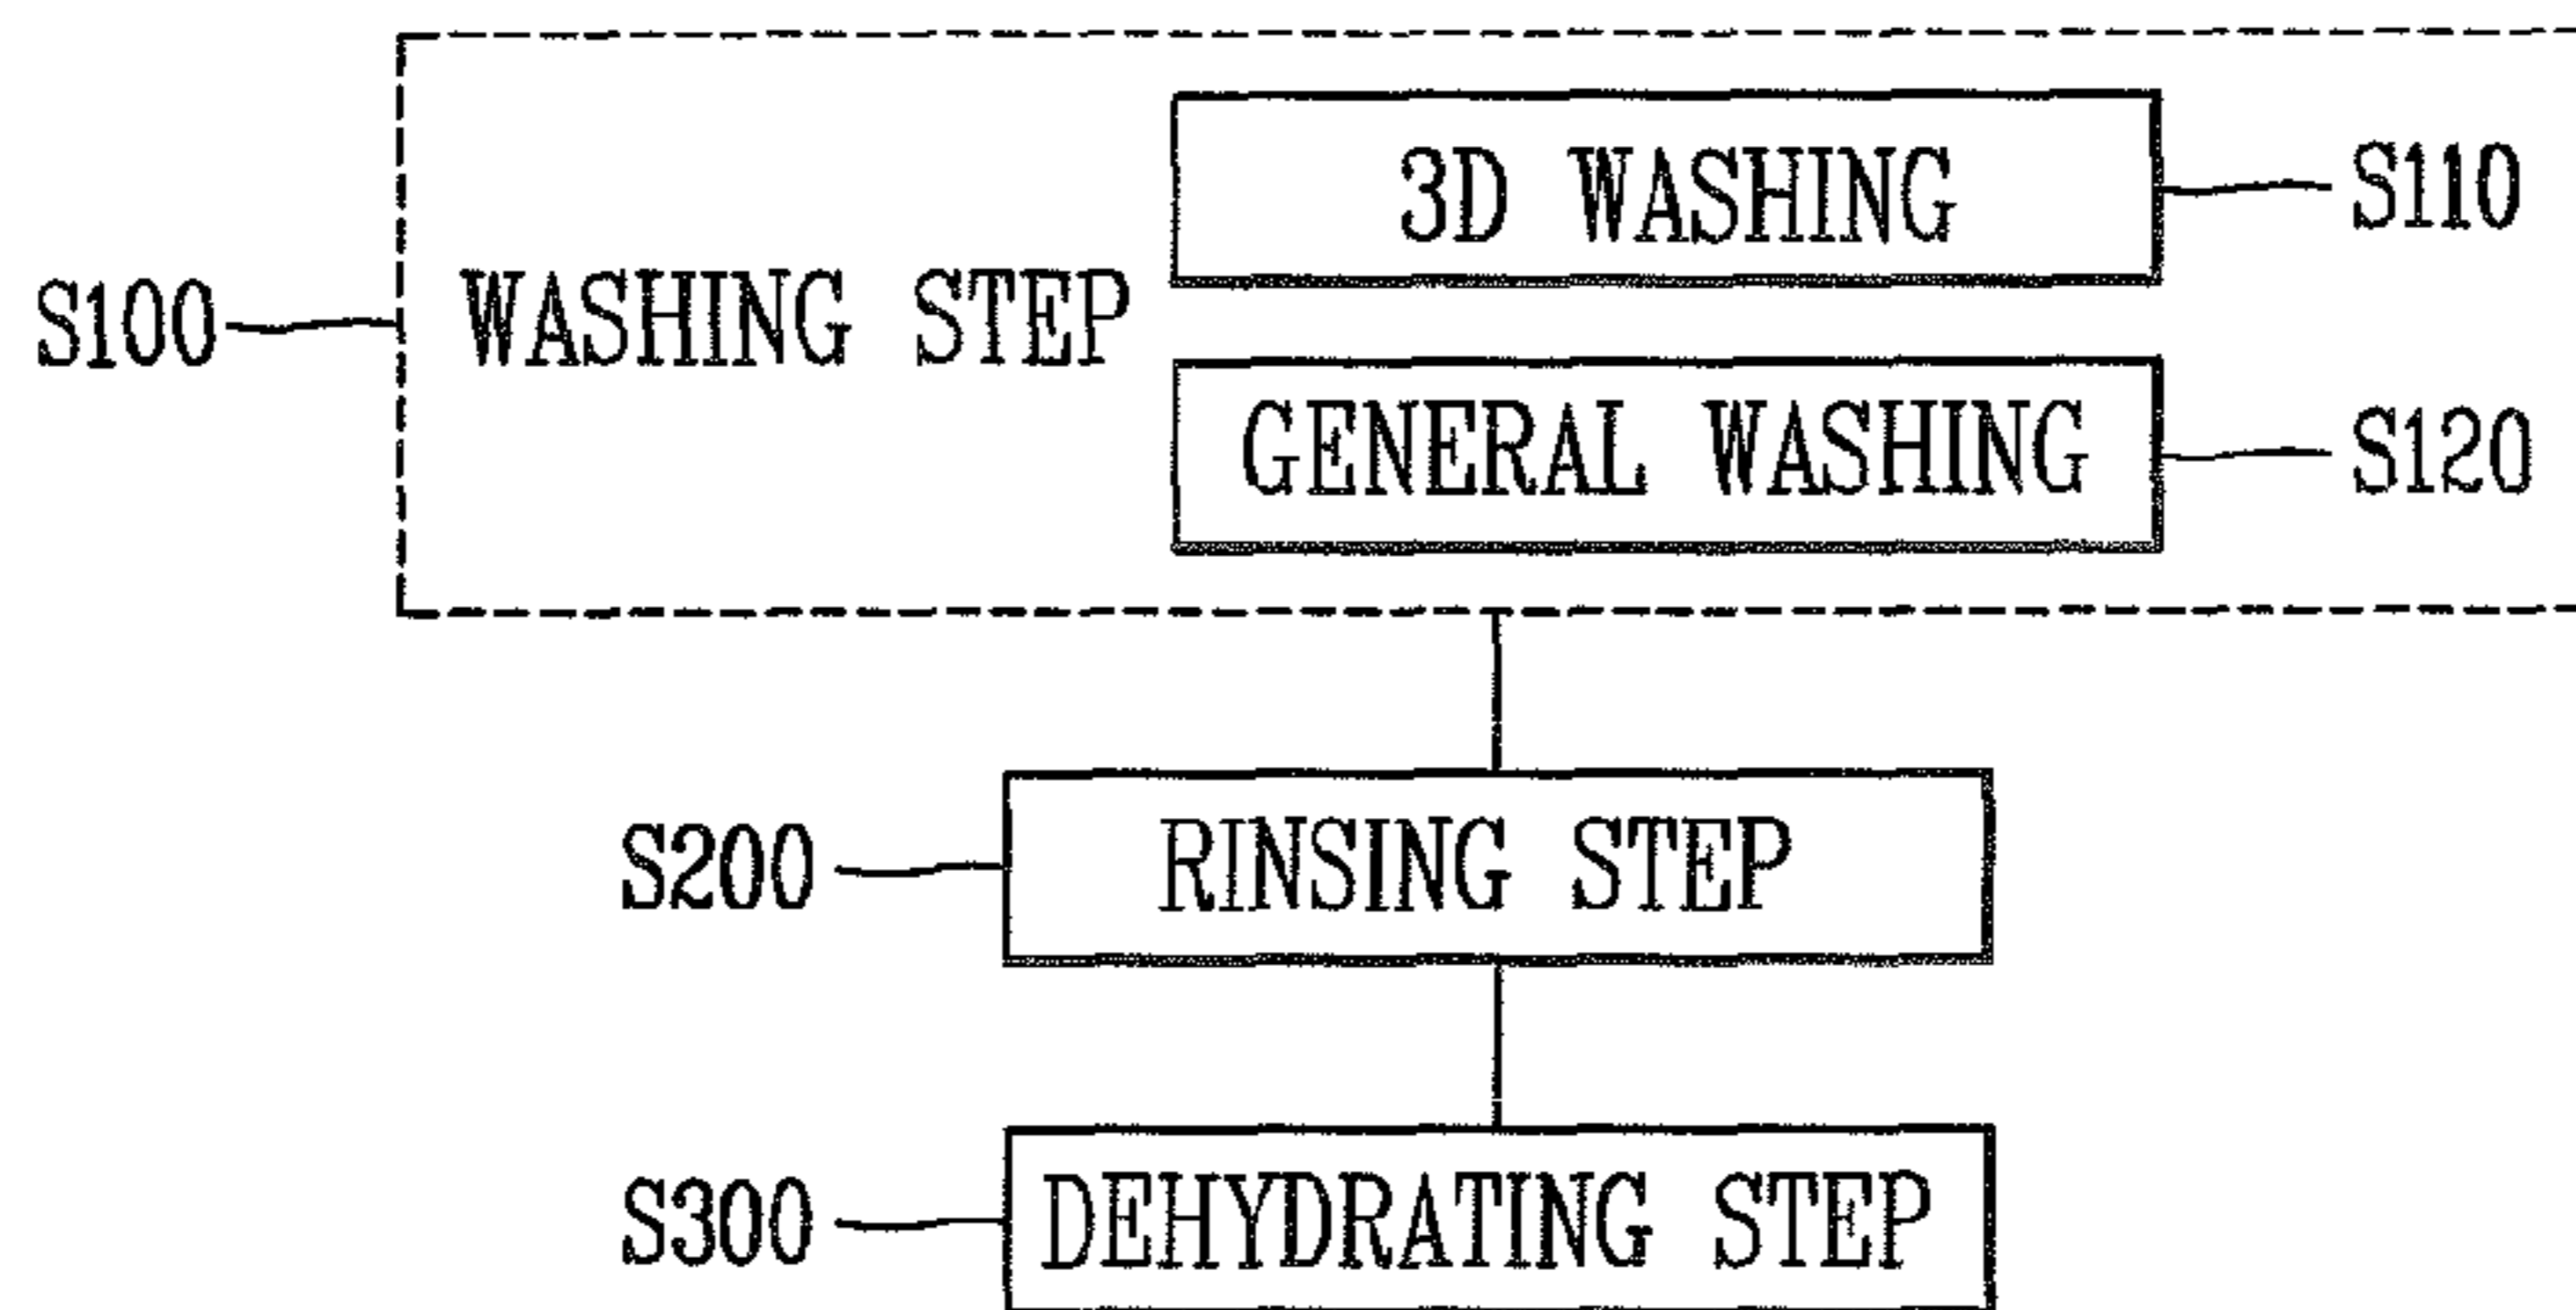 3D WASHING
S110
S100
WASHING STEP
GENERAL WASHING
S120
S200
RINSING STEP
S300
DEHYDRATING STEP